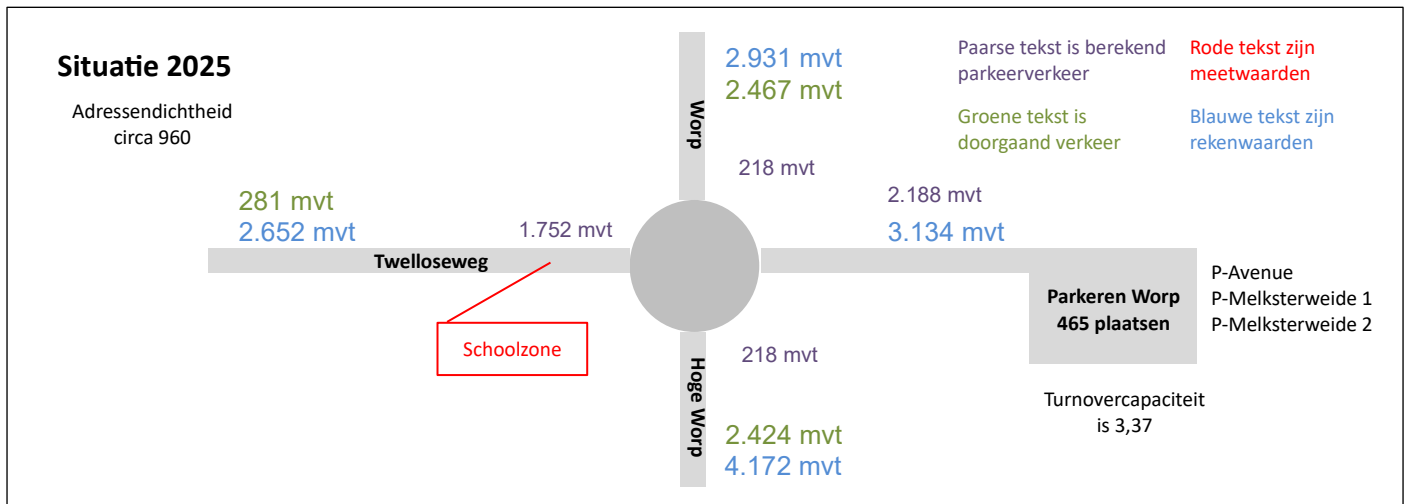 Situatie 2025
Adressendichtheid
circa 960
2.931 mvt
2.467 mvt
Worp
218 mvt
Paarse tekst is berekend
parkeerverkeer
Rode tekst zijn
meetwaarden
Groene tekst is
doorgaand verkeer
Blauwe tekst zijn
rekenwaarden
281 mvt
2.652 mvt
1.752 mvt
Twelloseweg
Schoolzone
2.188 mvt
3.134 mvt
Parkeren Worp
465 plaatsen
P-Avenue
P-Melksterweide 1
P-Melksterweide 2
Turnovercapaciteit
is 3,37
218 mvt
Hoge Worp
2.424 mvt
4.172 mvt